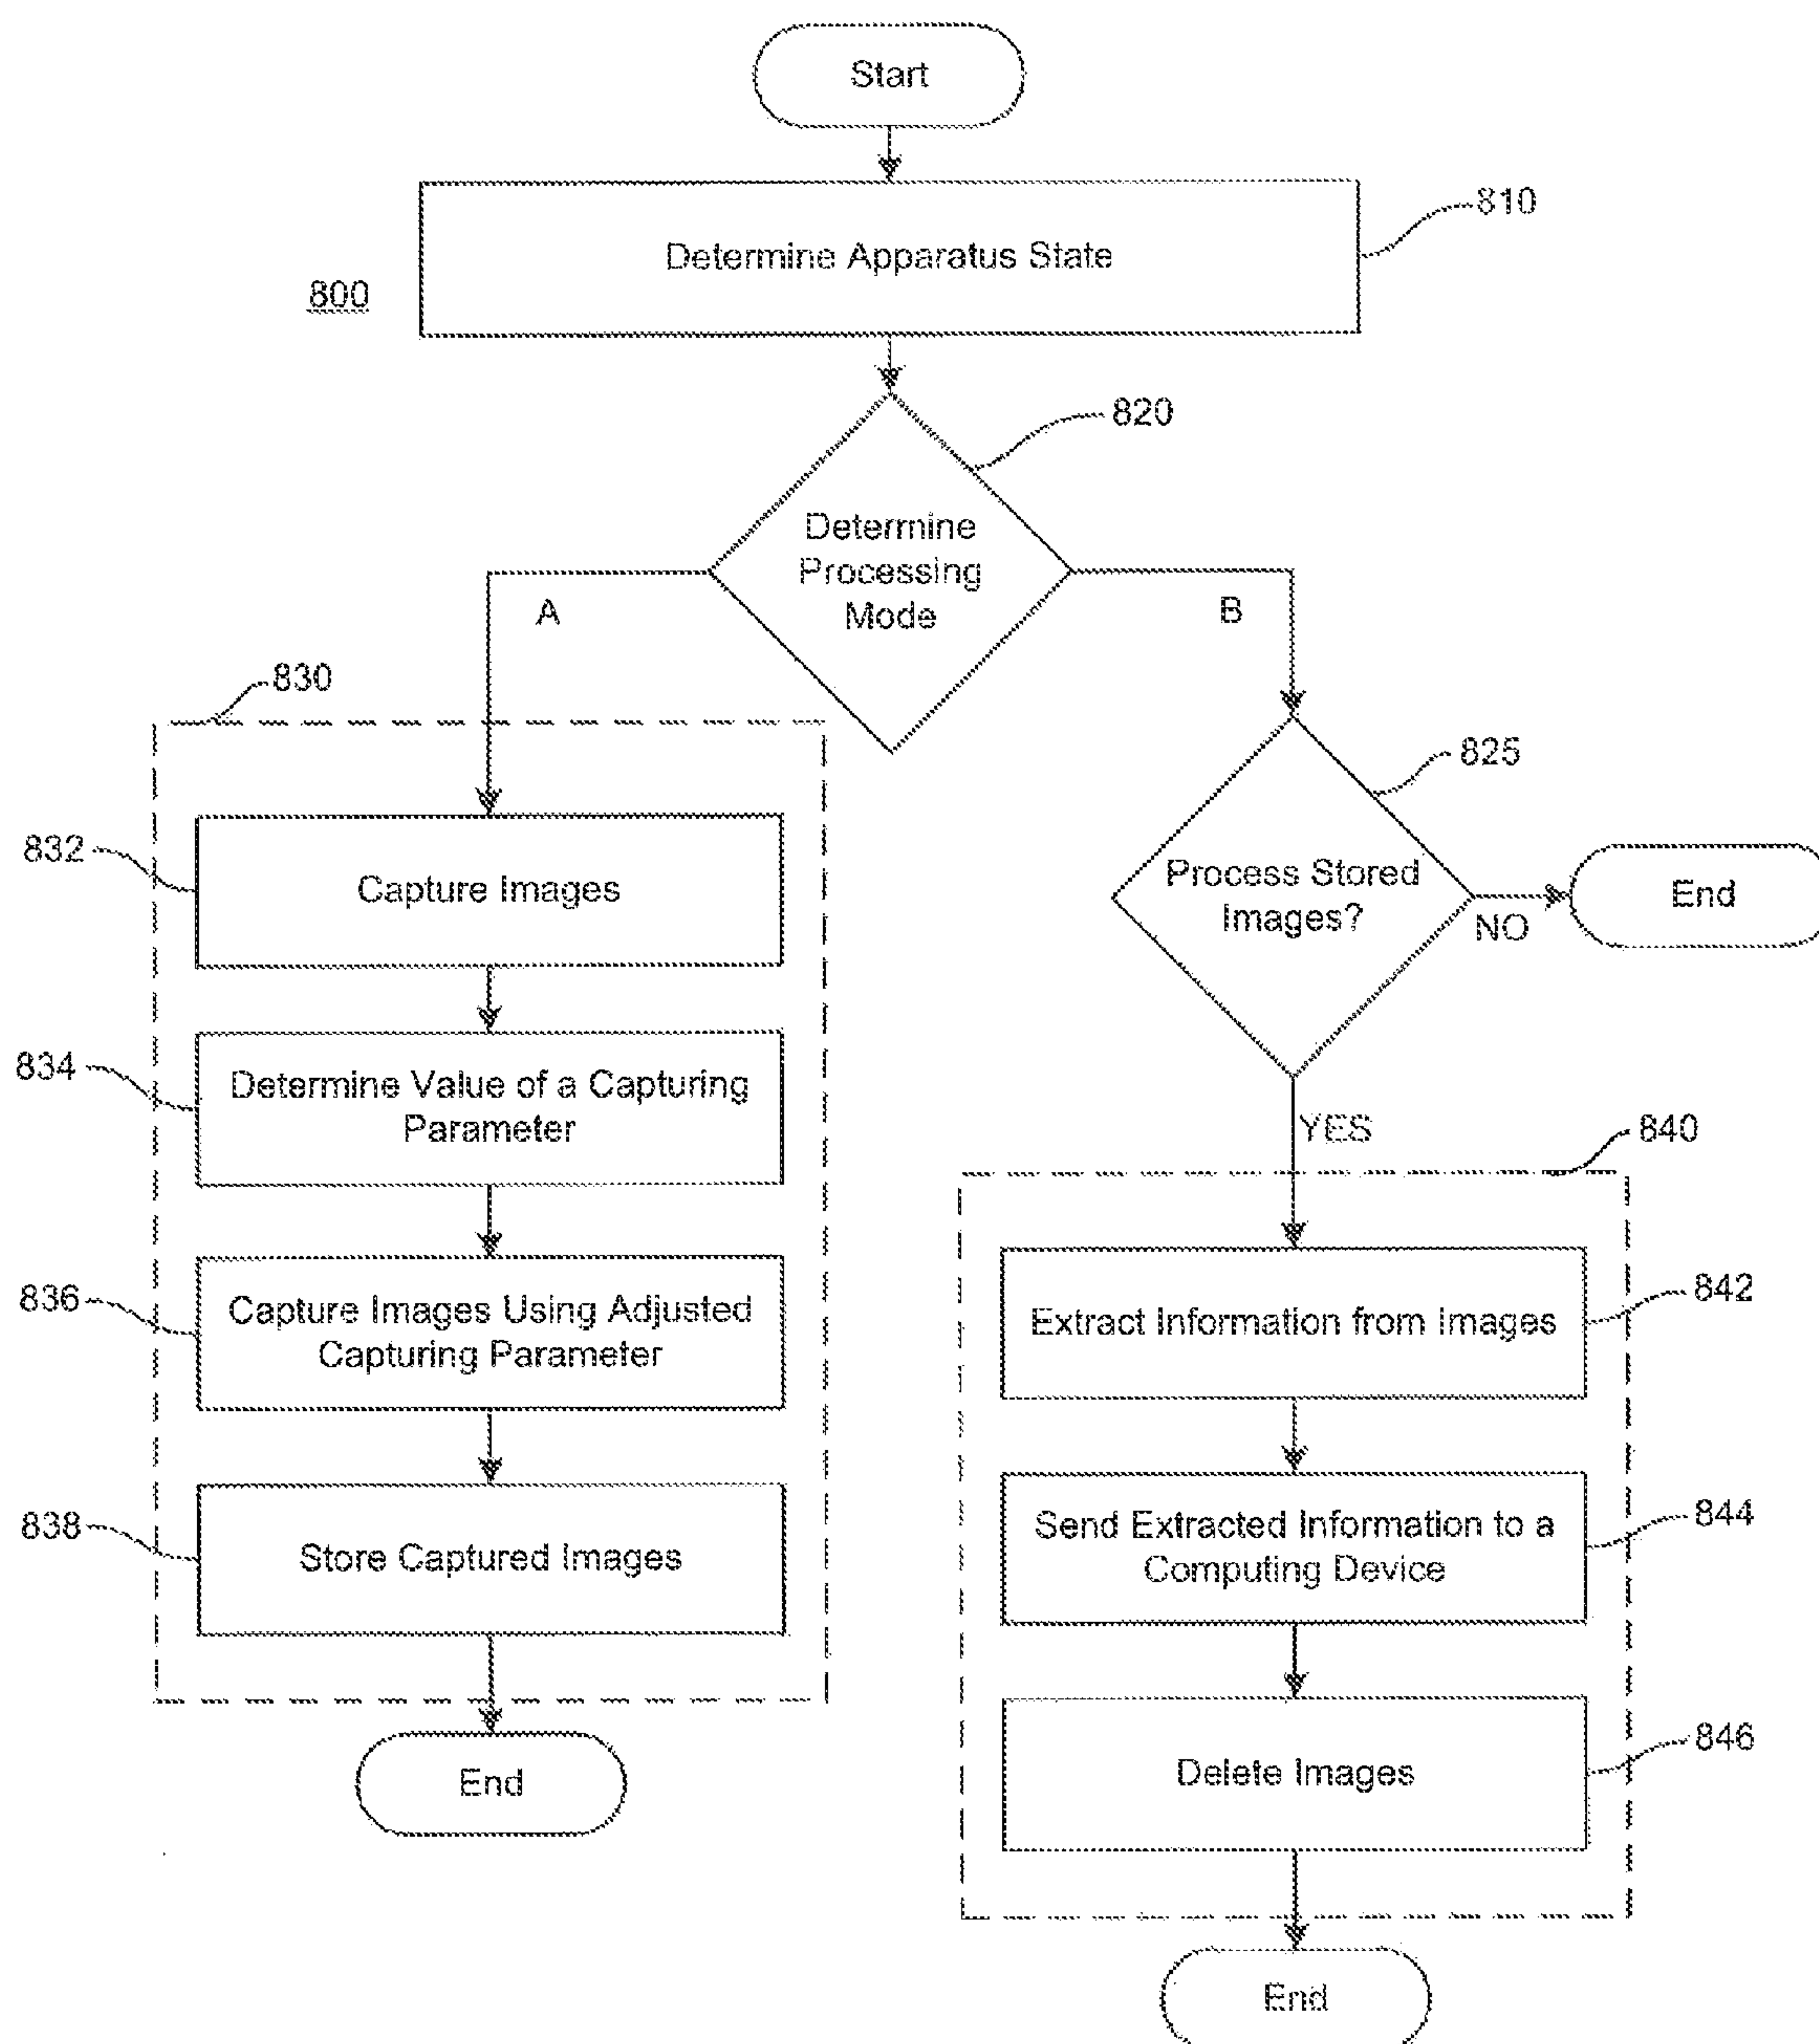 Start
Determine Apparatus State
810
800
820
Determine
Processing
Mode
A
B
830
825
832
Capture Images
Process Stored
Images?
NO
End
834
Determine Value of a Capturing
Parameter
YES
840
836
Capture Images Using Adjusted
Capturing Parameter
842
Extract Information from Images
838
Store Captured Images
844
Send Extracted Information to a
Computing Device
846
Delete Images
End
End